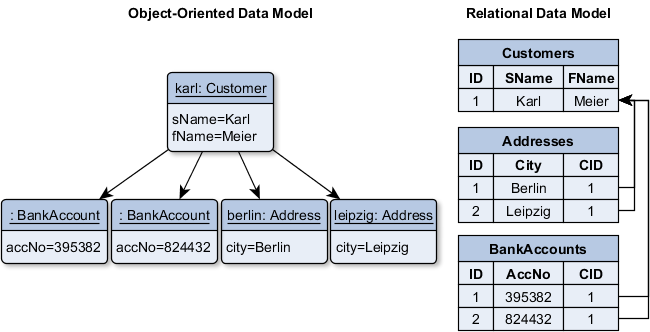 Object-Oriented Data Model
karl: Customer
sName=Karl
fName=Meier
: BankAccount
accNo=395382
: BankAccount
accNo=824432
berlin: Address
city=Berlin
leipzig: Address
city=Leipzig
Relational Data Model
Customers
ID SName FName
1 Karl Meier
Addresses
ID City CID
1 Berlin 1
2 Leipzig 1
BankAccounts
ID AccNo CID
1 395382 1
2 824432 1